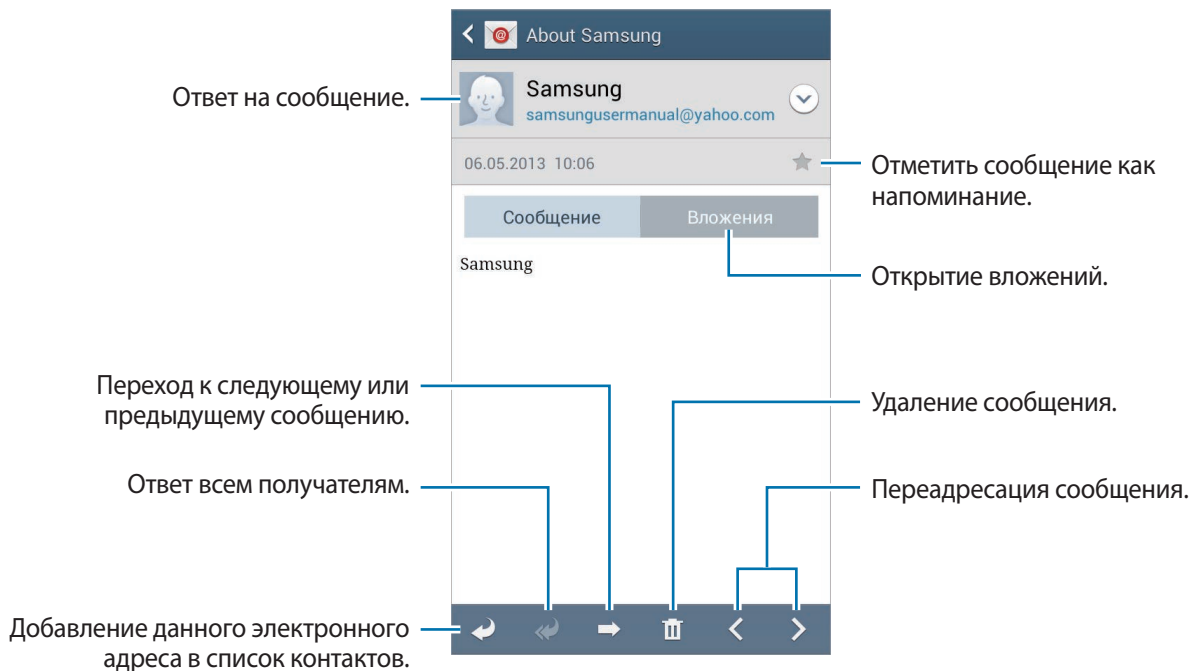 About Samsung
Ответ на сообщение.
Samsung
samsungusermanual@yahoo.com
06.05.2013 10:06
Отметить сообщение как
напоминание.
Сообщение
Вложения
Samsung
Открытие вложений.
Переход к следующему или
предыдущему сообщению.
Удаление сообщения.
Ответ всем получателям.
Переадресация сообщения.
Добавление данного электронного
адреса в список контактов.